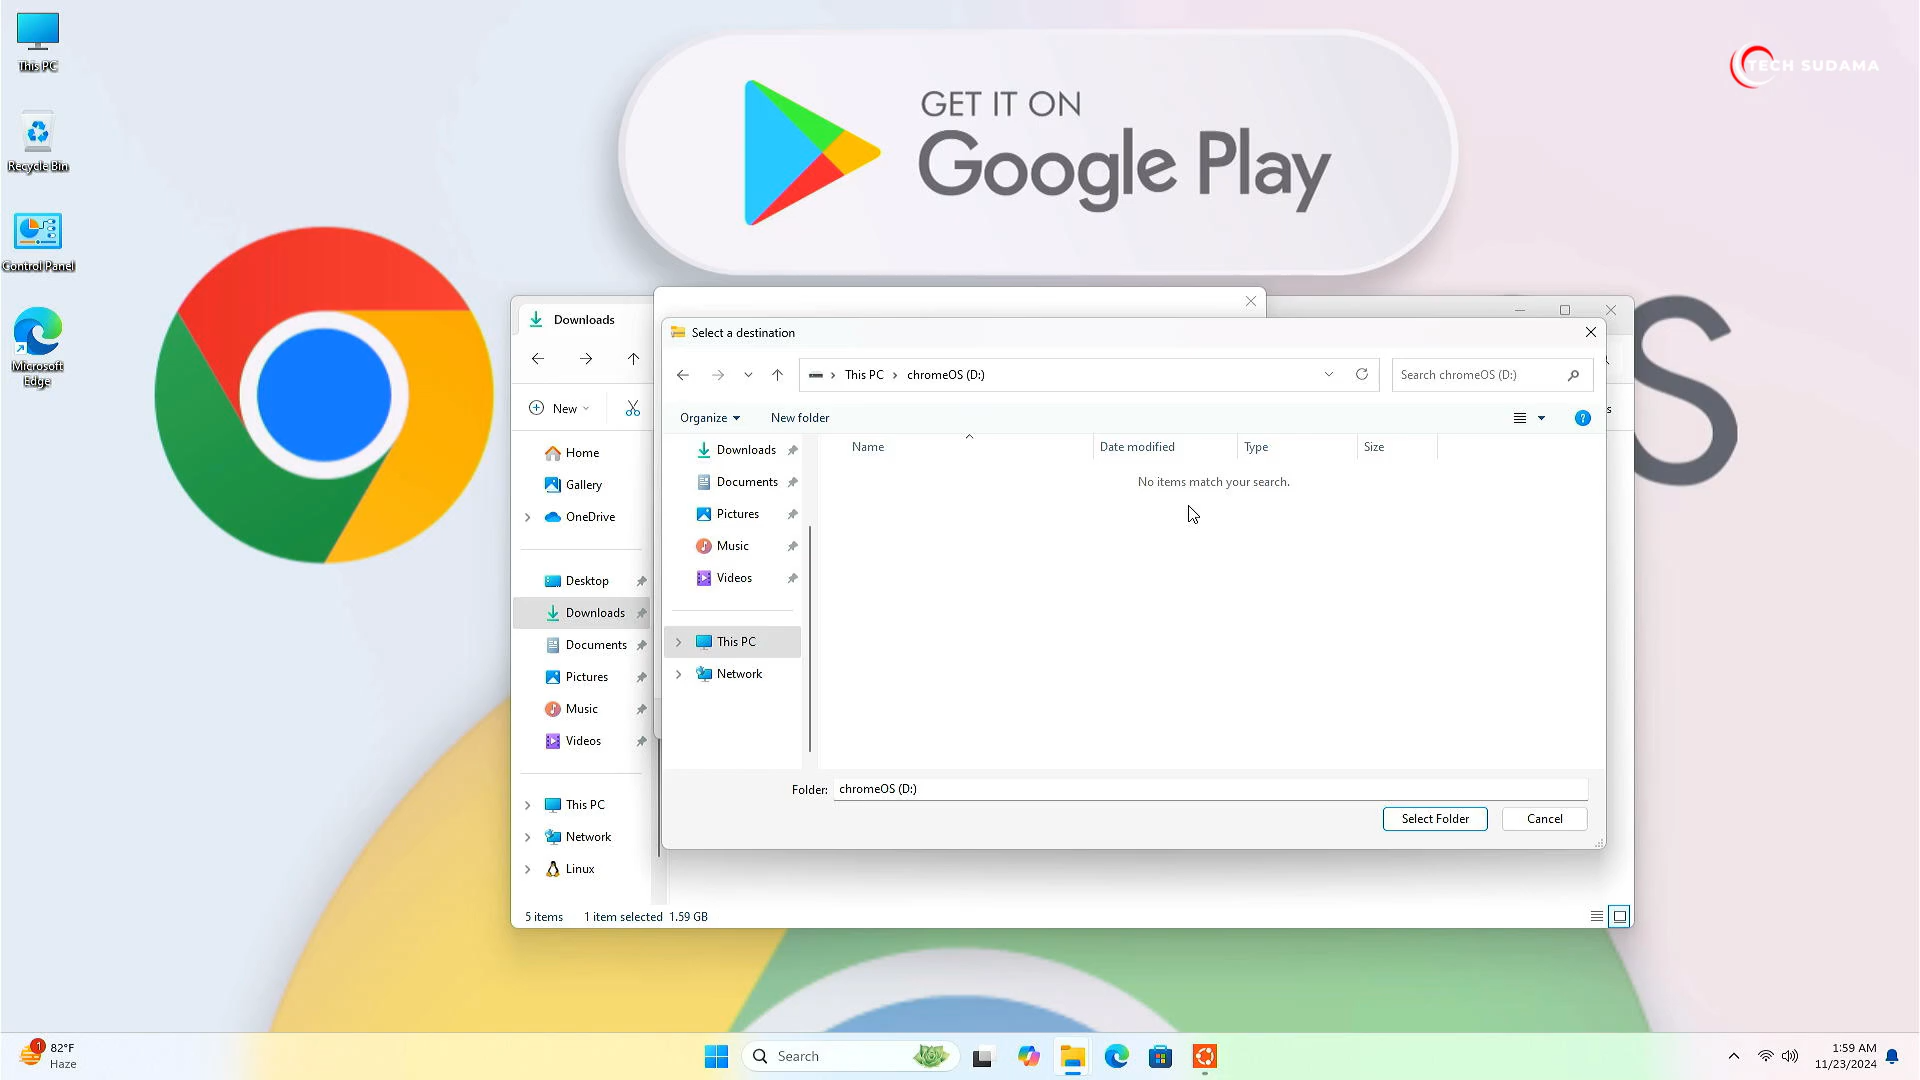 This PC
Recycle Bin
Control Panel
Microsoft
Edge
GET IT ON
Google Play
TECH SUDAMA
S
Downloads
New
Home
Gallery
OneDrive
Desktop
Downloads
Documents
Pictures
Music
Videos
This PC
Network
Linux
5 items 1 item selected 1.59 GB
Select a destination
This PC > chromeOS (D:)
Search chromeOS (D:)
Organize New folder
Name Date modified Type Size
No items match your search.
Downloads
Documents
Pictures
Music
Videos
This PC
Network
Folder: chromeOS (D:)
Select Folder Cancel
1
82°F
Haze
Search
1:59 AM
11/23/2024